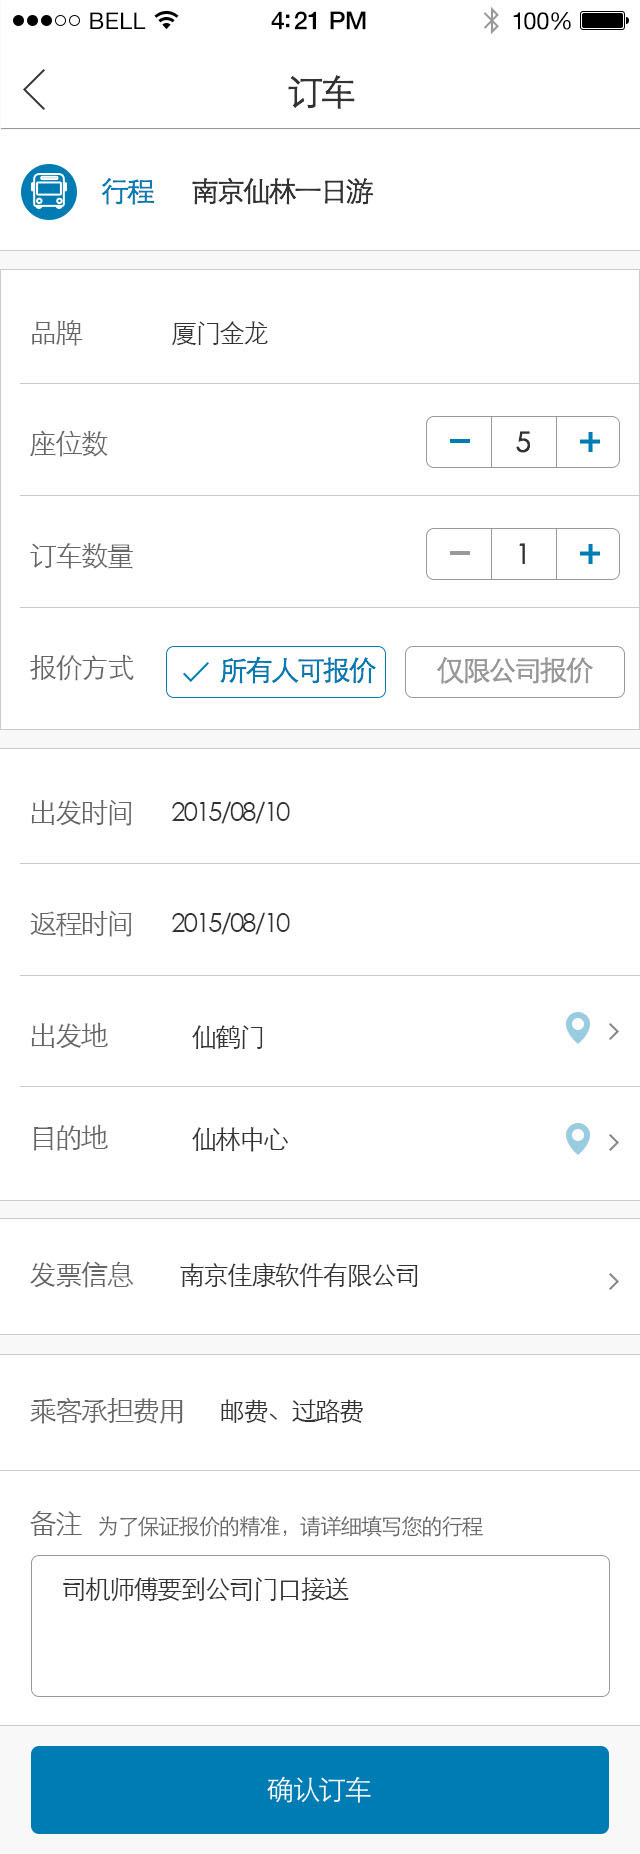 BELL 4:21 PM 100%
订车
行程 南京仙林一日游
品牌 厦门金龙
座位数 5
订车数量 1
报价方式 所有人可报价 仅限公司报价
出发时间 2015/08/10
返程时间 2015/08/10
出发地 仙鹤门
目的地 仙林中心
发票信息 南京佳康软件有限公司
乘客承担费用 邮费、过路费
备注 为了保证报价的精准，请详细填写您的行程
司机师傅要到公司门口接送
确认订车